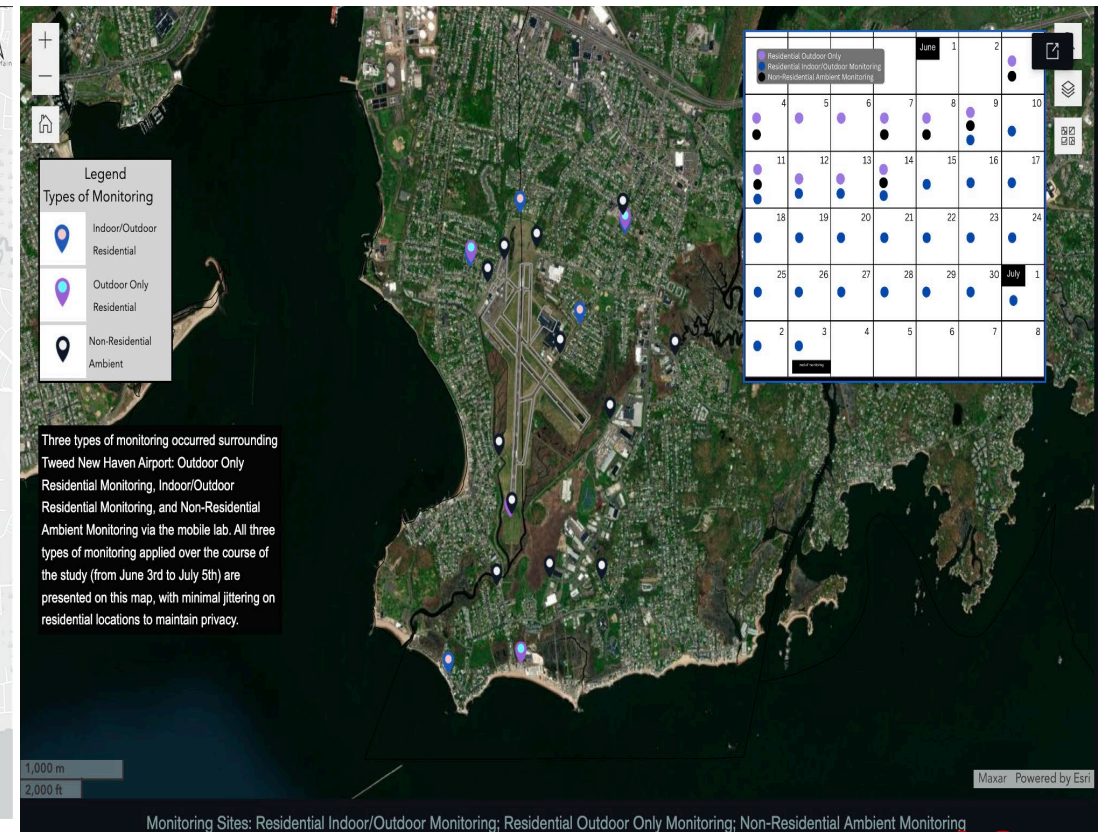 +
−
Legend
Types of Monitoring
Indoor/Outdoor
Residential
Outdoor Only
Residential
Non-Residential
Ambient
Three types of monitoring occurred surrounding
Tweed New Haven Airport: Outdoor Only
Residential Monitoring, Indoor/Outdoor
Residential Monitoring, and Non-Residential
Ambient Monitoring via the mobile lab. All three
types of monitoring applied over the course of
the study (from June 3rd to July 5th) are
presented on this map, with minimal jittering on
residential locations to maintain privacy.
Residential Outdoor Only
Residential Indoor/Outdoor Monitoring
Non-Residential Ambient Monitoring
June 1 2
4 5 6 7 8 9 10
11 12 13 14 15 16 17
18 19 20 21 22 23 24
25 26 27 28 29 30 July 1
2 3 4 5 6 7 8
1,000 m
2,000 ft
Maxar Powered by Esri
Monitoring Sites: Residential Indoor/Outdoor Monitoring; Residential Outdoor Only Monitoring; Non-Residential Ambient Monitoring